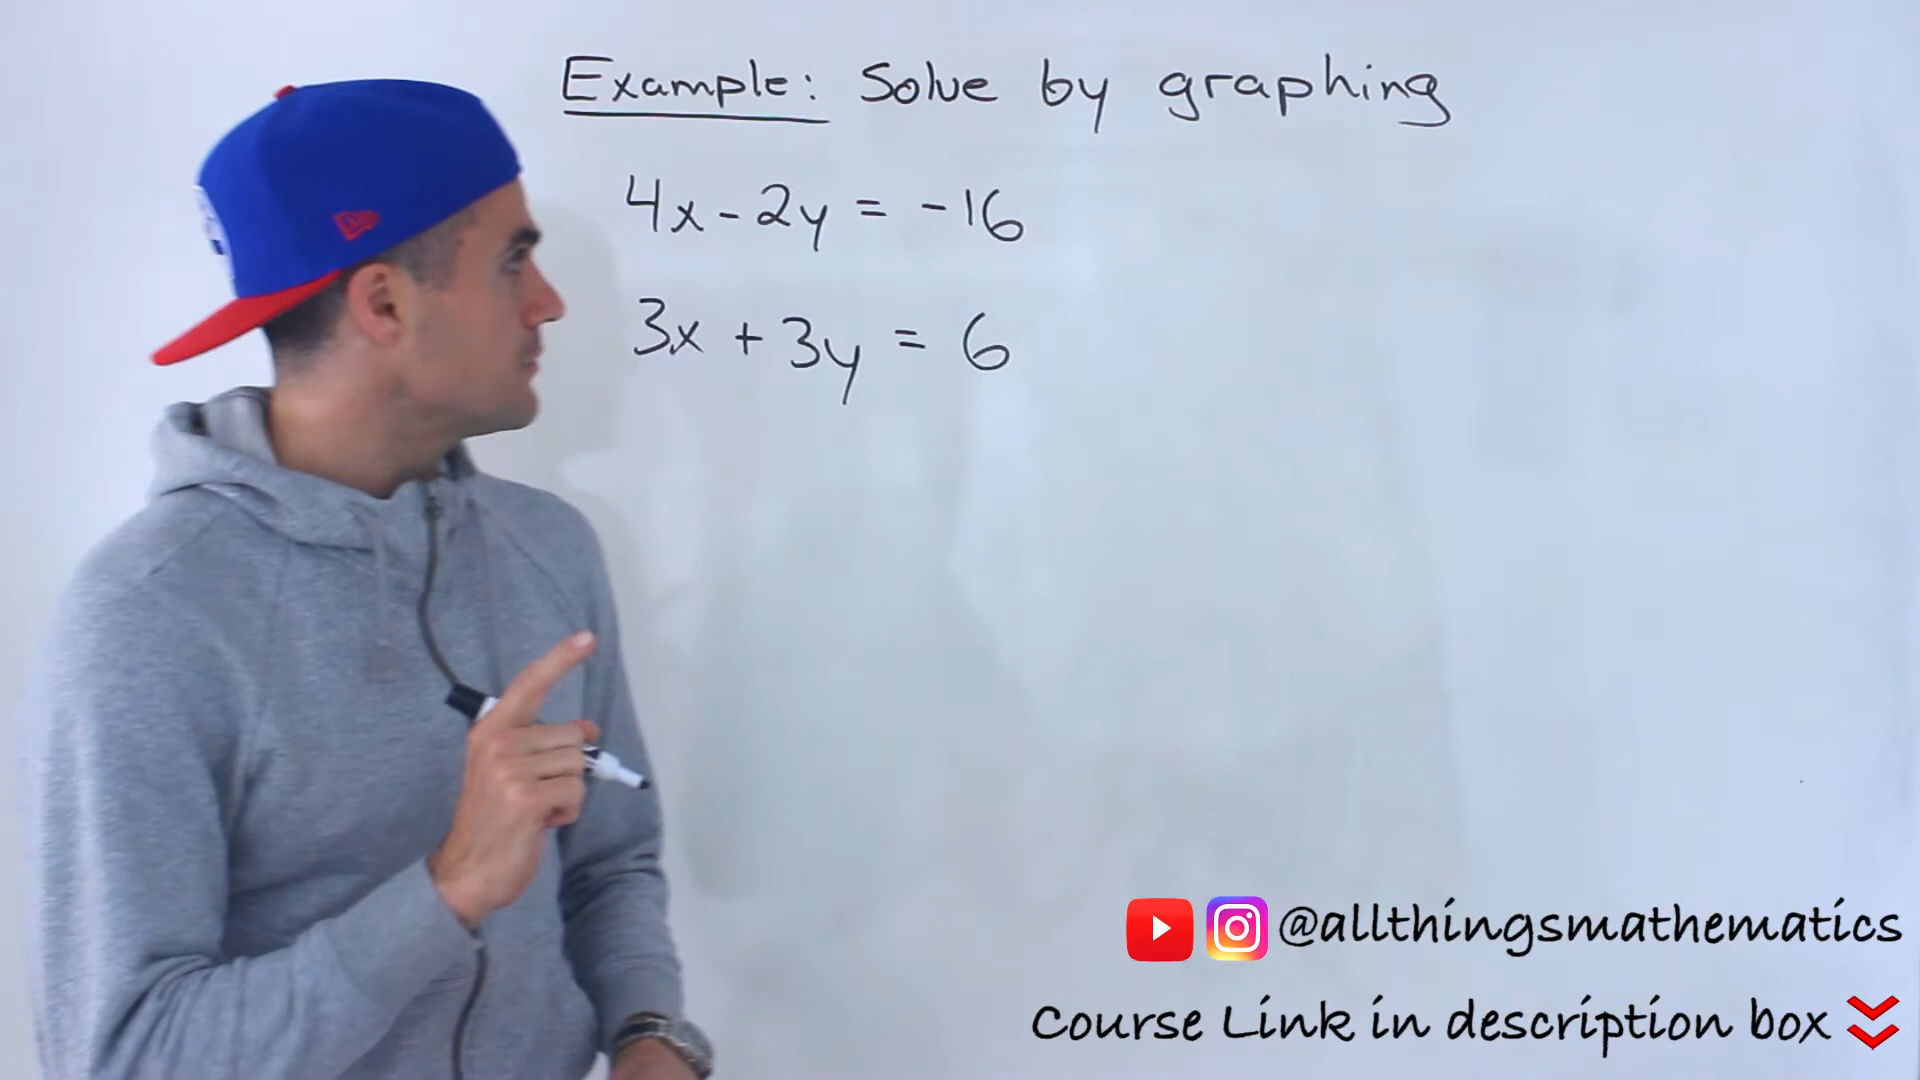 Example: Solve by graphing
4x - 2y = -16
3x + 3y = 6
@allthingsmathematics
Course Link in description box